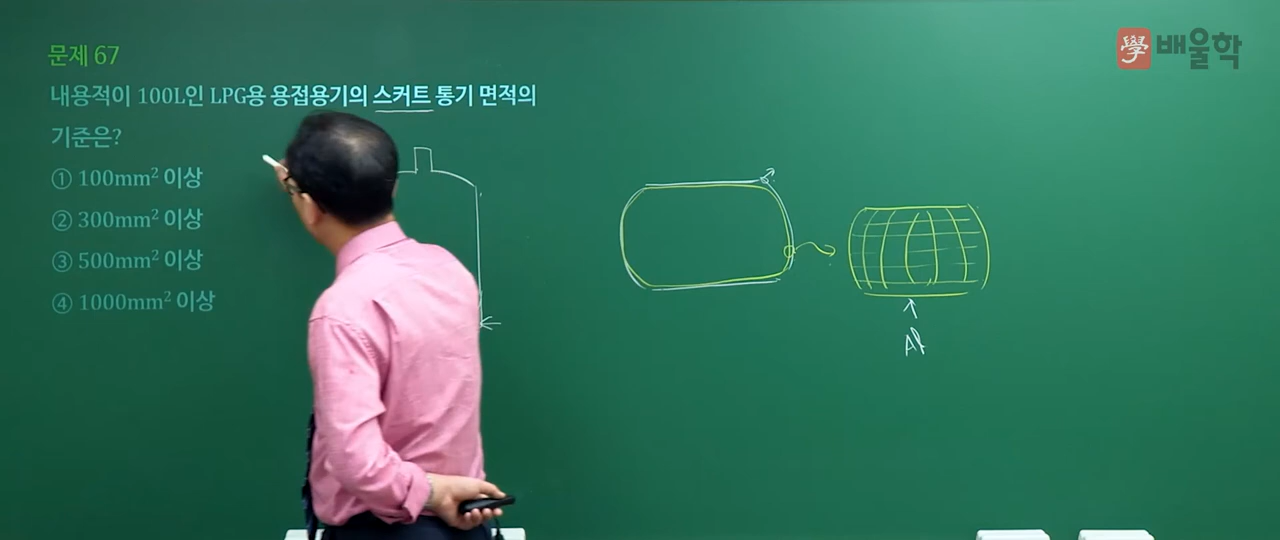 문제 67
내용적이 100L인 LPG용 용접용기의 스커트 통기 면적의
기준은?
① 100mm² 이상
② 300mm² 이상
③ 500mm² 이상
④ 1000mm² 이상
學 배울학
Al